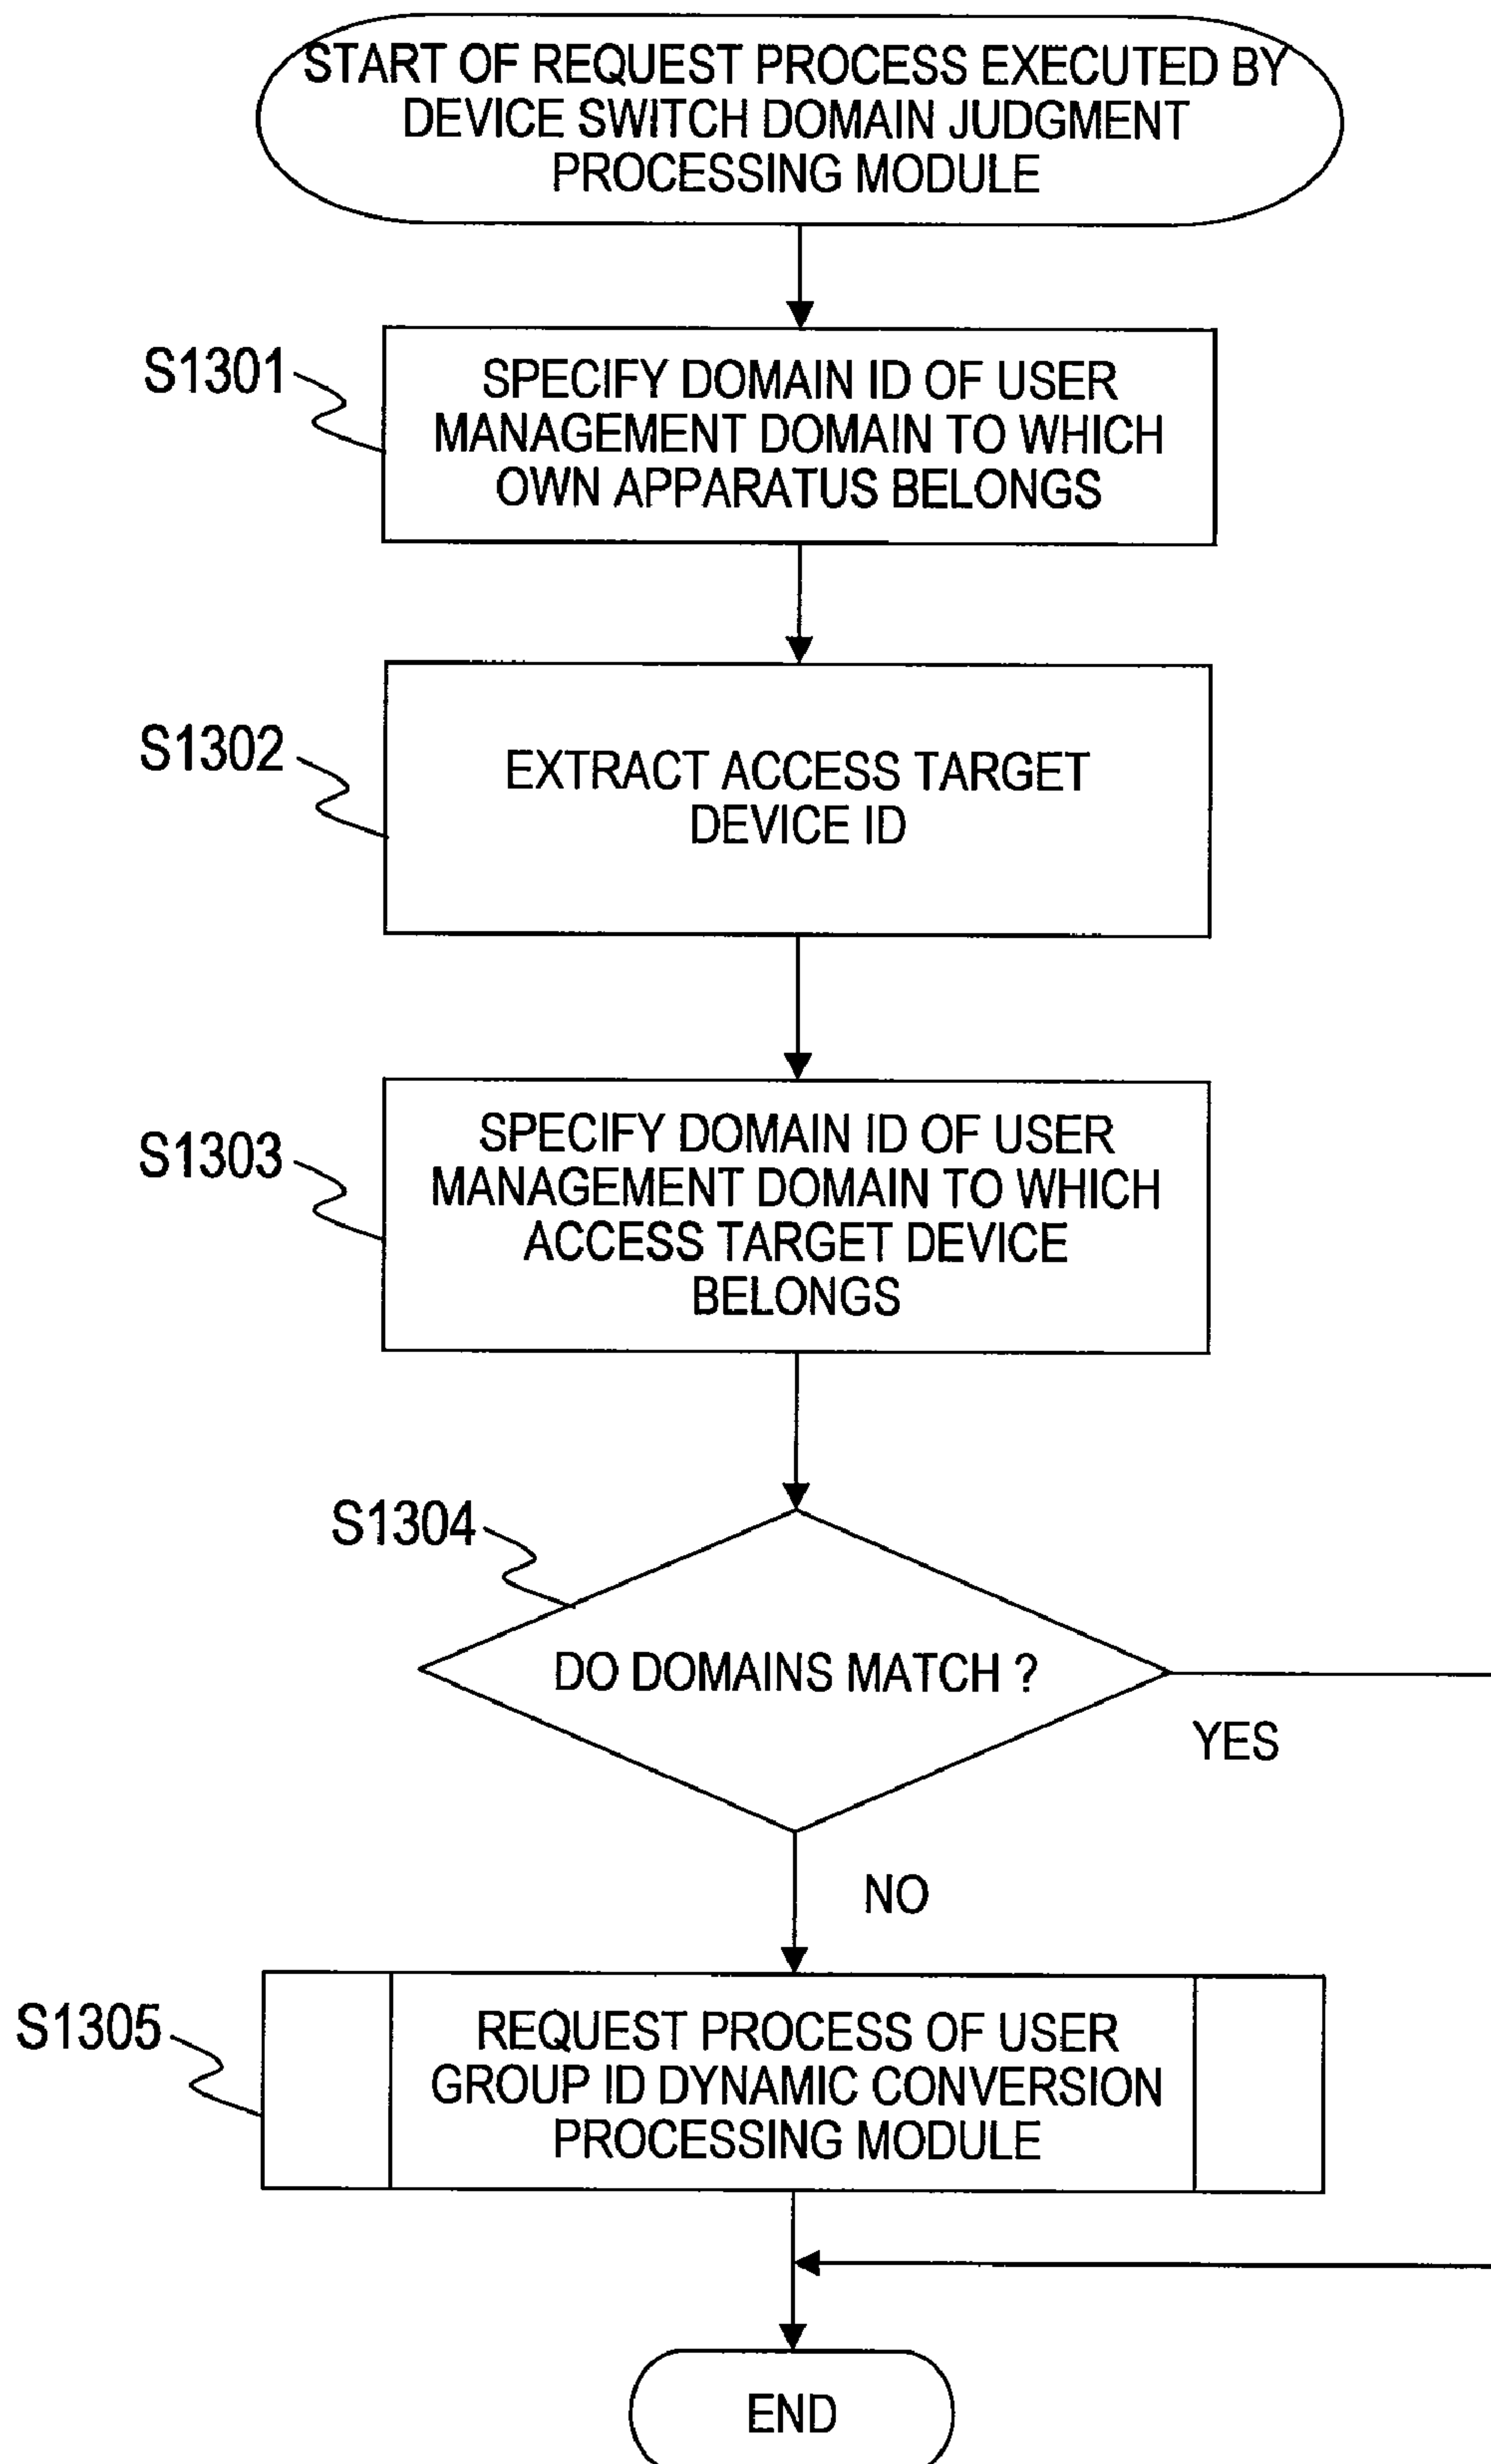 START OF REQUEST PROCESS EXECUTED BY
DEVICE SWITCH DOMAIN JUDGMENT
PROCESSING MODULE
S1301
SPECIFY DOMAIN ID OF USER
MANAGEMENT DOMAIN TO WHICH
OWN APPARATUS BELONGS
S1302
EXTRACT ACCESS TARGET
DEVICE ID
S1303
SPECIFY DOMAIN ID OF USER
MANAGEMENT DOMAIN TO WHICH
ACCESS TARGET DEVICE
BELONGS
S1304
DO DOMAINS MATCH ?
YES
NO
S1305
REQUEST PROCESS OF USER
GROUP ID DYNAMIC CONVERSION
PROCESSING MODULE
END